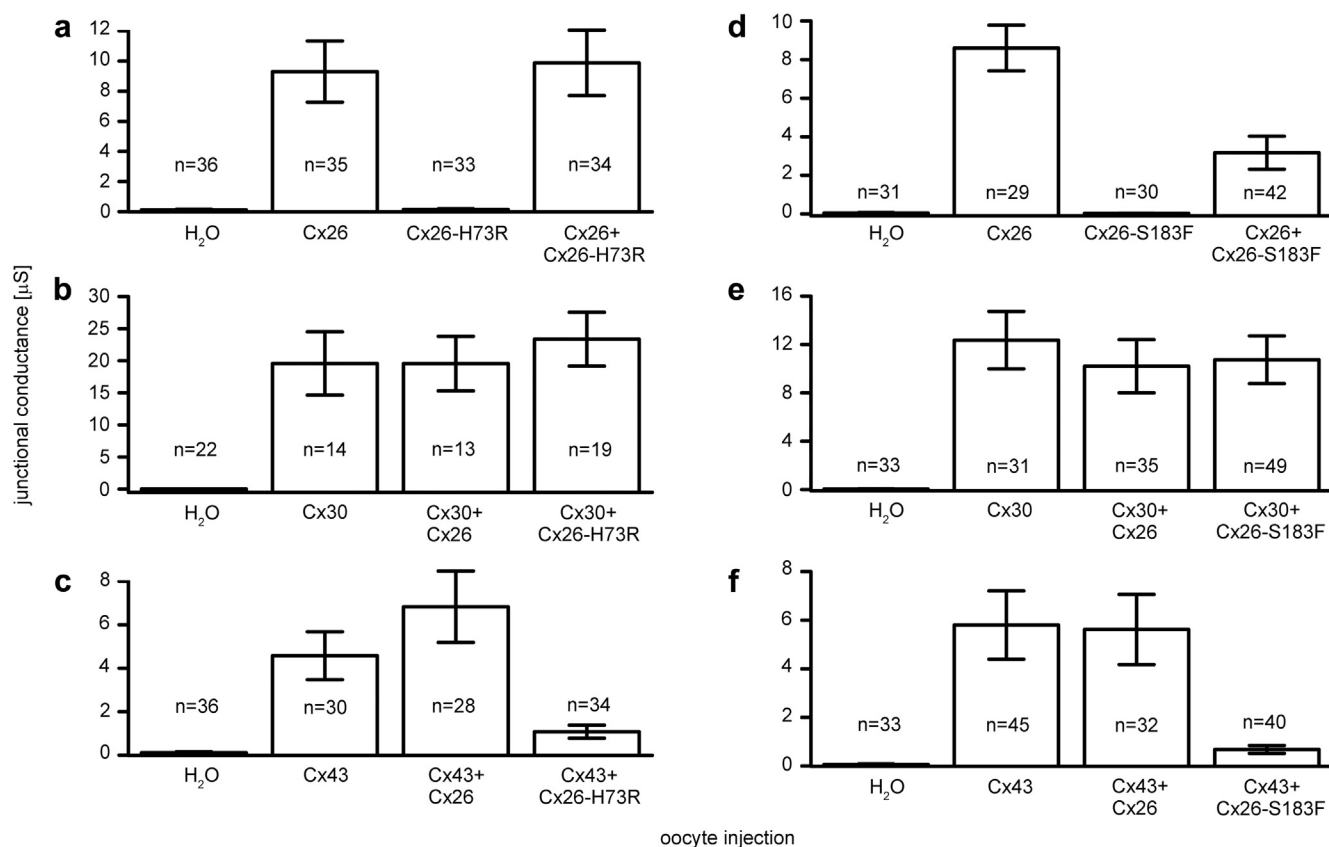 a
12
10
8
6
4
2
0
n=36
n=35
n=33
n=34
H₂O
Cx26
Cx26-H73R
Cx26+
Cx26-H73R
b
30
25
20
15
10
5
0
n=22
n=14
n=13
n=19
H₂O
Cx30
Cx30+
Cx26
Cx30+
Cx26-H73R
c
8
6
4
2
0
n=36
n=30
n=28
n=34
H₂O
Cx43
Cx43+
Cx26
Cx43+
Cx26-H73R
d
10
8
6
4
2
0
n=31
n=29
n=30
n=42
H₂O
Cx26
Cx26-S183F
Cx26+
Cx26-S183F
e
16
12
8
4
0
n=33
n=31
n=35
n=49
H₂O
Cx30
Cx30+
Cx26
Cx30+
Cx26-S183F
f
8
6
4
2
0
n=33
n=45
n=32
n=40
H₂O
Cx43
Cx43+
Cx26
Cx43+
Cx26-S183F
junctional conductance [µS]
oocyte injection